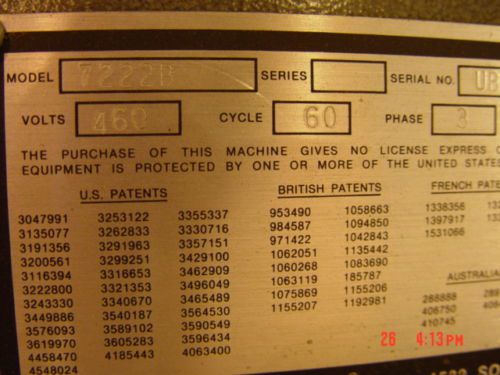 MODEL 7222B SERIES SERIAL NO. UB
VOLTS 460 CYCLE 60 PHASE 3
THE PURCHASE OF THIS MACHINE GIVES NO LICENSE EXPRESS
EQUIPMENT IS PROTECTED BY ONE OR MORE OF THE UNITED STATES
U.S. PATENTS BRITISH PATENTS FRENCH PATENT
3047991 3253122 3355337 953490 1058663 1338356
3135077 3262833 3330716 984587 1094850 1397917
3191356 3291963 3357151 971422 1042843 1531066
3200561 3299251 3429100 1062051 1135442
3116394 3316653 3462909 1060268 1083690
3222800 3321353 3496049 1063119 185787 AUSTRALIA
3243330 3340670 3465489 1075869 1155206
3449886 3540187 3564530 1155207 1192981 288888
3576093 3589102 3590549 406750
3619970 3605283 3596434 410745
4458470 4185443 4063400
4548024
26 4:13PM